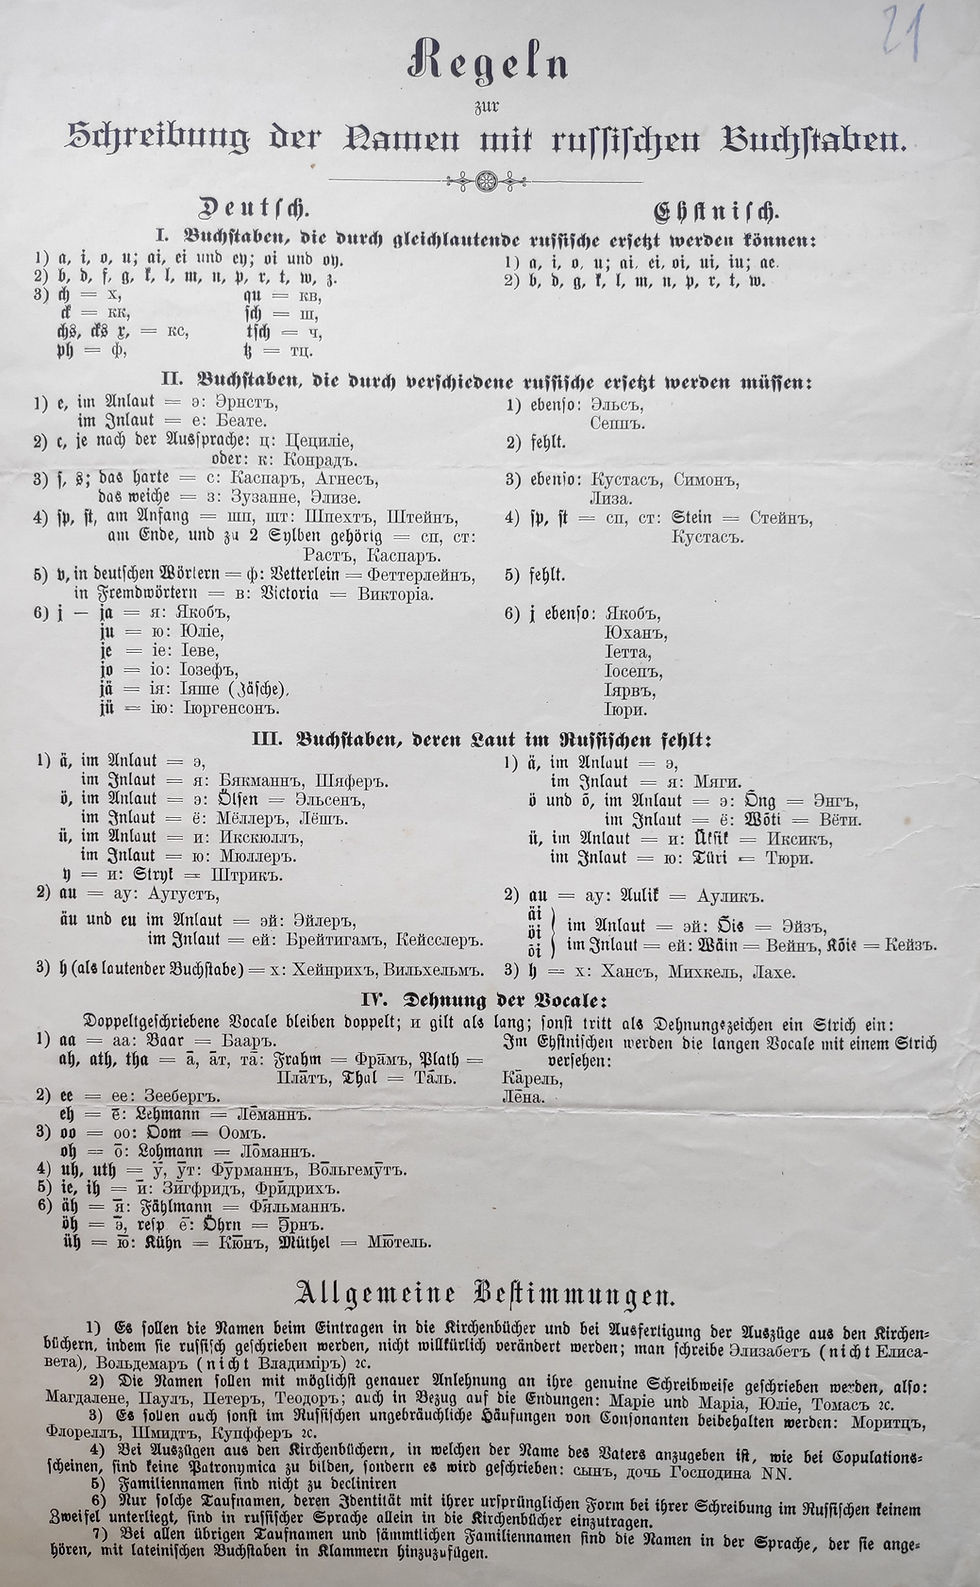 21
Regeln
zur
Schreibung der Namen mit russischen Buchstaben.
Deutsch. Ehstnisch.
I. Buchstaben, die durch gleichlautende russische ersetzt werden können:
1) a, i, o, u; ai, ei und ey; oi und oy. 1) a, i, o, u; ai, ei, oi, ui, iu; ae.
2) b, d, f, g, k, l, m, n, p, r, t, w, z. 2) b, d, g, k, l, m, n, p, r, t, w.
3) ch = х, qu = кв,
ck = кк, sch = ш,
chs, cks x, = кс, tsch = ч,
ph = ф, tz = тц.
II. Buchstaben, die durch verschiedene russische ersetzt werden müssen:
1) e, im Anlaut = э: Эрнстъ, 1) ebenso: Эльсъ,
im Inlaut = е: Беате. Сеппъ.
2) c, je nach der Aussprache: ц: Цециліе, 2) fehlt.
oder: к: Конрадъ.
3) s, s; das harte = с: Каспаръ, Агнесъ, 3) ebenso: Кустасъ, Симонъ,
das weiche = з: Зузанне, Элизе. Лиза.
4) sp, st, am Anfang = шп, шт: Шпехтъ, Штейнъ, 4) sp, st = сп, ст: Stein = Стейнъ,
am Ende, und zu 2 Sylben gehörig = сп, ст: Кустасъ.
Растъ, Каспаръ.
5) v, in deutschen Wörtern = ф: Vetterlein = Феттерлейнъ, 5) fehlt.
in Fremdwörtern = в: Victoria = Викторіа.
6) j — ja = я: Якобъ, 6) j ebenso: Якобъ,
ju = ю: Юліе, Юханъ,
je = іе: Іеве, Іетта,
jo = іо: Іозефъ, Іосепъ,
jä = ія: Іяше (Jäsche), Іярвъ,
jü = ію: Іюргенсонъ. Іюри.
III. Buchstaben, deren Laut im Russischen fehlt:
1) ä, im Anlaut = э, 1) ä, im Anlaut = э,
im Inlaut = я: Бякманнъ, Шяферъ. im Inlaut = я: Мяги.
ö, im Anlaut = э: Ölsen = Эльсенъ, ö und õ, im Anlaut = э: Õng = Энгъ,
im Inlaut = ё: Мёллеръ, Лёшъ. im Inlaut = ё: Wõti = Вёти.
ü, im Anlaut = и: Икскюллъ, ü, im Anlaut = и: Üksik = Иксикъ,
im Inlaut = ю: Мюллеръ. im Inlaut = ю: Türi = Тюри.
y = и: Stryk = Штрикъ.
2) au = ау: Аугустъ, 2) au = ау: Aulik = Ауликъ.
äu und eu im Anlaut = эй: Эйлеръ, äi öi õi } im Anlaut = эй: Õis = Эйзъ,
im Inlaut = ей: Брейтигамъ, Кейсслеръ. im Inlaut = ей: Wäin = Вейнъ, Köis = Кейзъ.
3) h (als lautender Buchstabe) = х: Хейнрихъ, Вильхельмъ. 3) h = х: Хансъ, Михкель, Лахе.
IV. Dehnung der Vocale:
Doppeltgeschriebene Vocale bleiben doppelt; и gilt als lang; sonst tritt als Dehnungszeichen ein Strich ein:
1) aa = аа: Baar = Бааръ. Im Ehstnischen werden die langen Vocale mit einem Strich
ah, ath, tha = а̄, а̄т, та̄: Frahm = Фра̄мъ, Plath = versehen:
Пла̄тъ, Thal = Та̄ль. Ка̄рель,
2) ee = ее: Зеебергъ. Ле̄на.
eh = е̄: Lehmann = Ле̄маннъ.
3) oo = оо: Oom = Оомъ.
oh = о̄: Lohmann = Ло̄маннъ.
4) uh, uth = ӯ, ӯт: Фӯрманнъ, Вольгемӯтъ.
5) ie, ih = ӣ: Зӣгфридъ, Фрӣдрихъ.
6) äh = я̄: Fählmann = Фя̄льманнъ.
öh = э̄, resp ё: Öhrn = Э̄рнъ.
üh = ю̄: Kühn = Кю̄нъ, Müthel = Мю̄тель.
Allgemeine Bestimmungen.
1) Es sollen die Namen beim Eintragen in die Kirchenbücher und bei Ausfertigung der Auszüge aus den Kirchen-
büchern, indem sie russisch geschrieben werden, nicht willkürlich verändert werden; man schreibe Элизабетъ (nicht Елиса-
вета), Вольдемаръ (nicht Владиміръ) ꝛc.
2) Die Namen sollen mit möglichst genauer Anlehnung an ihre genuine Schreibweise geschrieben werden, also:
Магдалене, Паулъ, Петеръ, Теодоръ; auch in Bezug auf die Endungen: Маріе und Маріа, Юліе, Томасъ ꝛc.
3) Es sollen auch sonst im Russischen ungebräuchliche Häufungen von Consonanten beibehalten werden: Моритцъ,
Флореллъ, Шмидтъ, Купфферъ ꝛc.
4) Bei Auszügen aus den Kirchenbüchern, in welchen der Name des Vaters anzugeben ist, wie bei Copulations-
scheinen, sind keine Patronymica zu bilden, sondern es wird geschrieben: сынъ, дочь Господина NN.
5) Familiennamen sind nicht zu decliniren
6) Nur solche Taufnamen, deren Identität mit ihrer ursprünglichen Form bei ihrer Schreibung im Russischen keinem
Zweifel unterliegt, sind in russischer Sprache allein in die Kirchenbücher einzutragen.
7) Bei allen übrigen Taufnamen und sämmtlichen Familiennamen sind die Namen in der Sprache, der sie ange-
hören, mit lateinischen Buchstaben in Klammern hinzuzufügen.